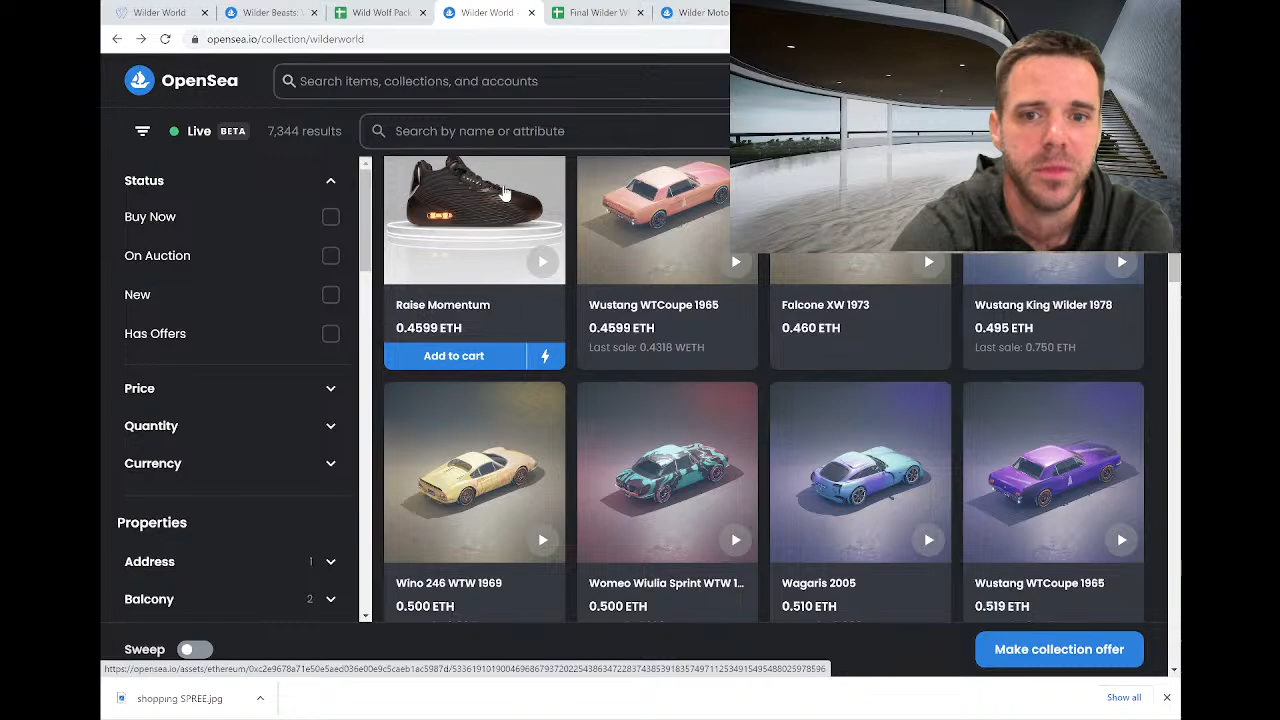 Wilder World
Wilder Beasts: W
Wild Wolf Pack
Wilder World -
Final Wilder W
Wilder Moto
opensea.io/collection/wilderworld
OpenSea
Search items, collections, and accounts
Live BETA 7,344 results
Search by name or attribute
Status
Buy Now
On Auction
New
Has Offers
Price
Quantity
Currency
Properties
Address 1
Balcony 2
Raise Momentum
0.4599 ETH
Add to cart
Wustang WTCoupe 1965
0.4599 ETH
Last sale: 0.4318 WETH
Falcone XW 1973
0.460 ETH
Wustang King Wilder 1978
0.495 ETH
Last sale: 0.750 ETH
Wino 246 WTW 1969
0.500 ETH
Womeo Wiulia Sprint WTW 1...
0.500 ETH
Wagaris 2005
0.510 ETH
Wustang WTCoupe 1965
0.519 ETH
Sweep
Make collection offer
shopping SPREE.jpg
Show all